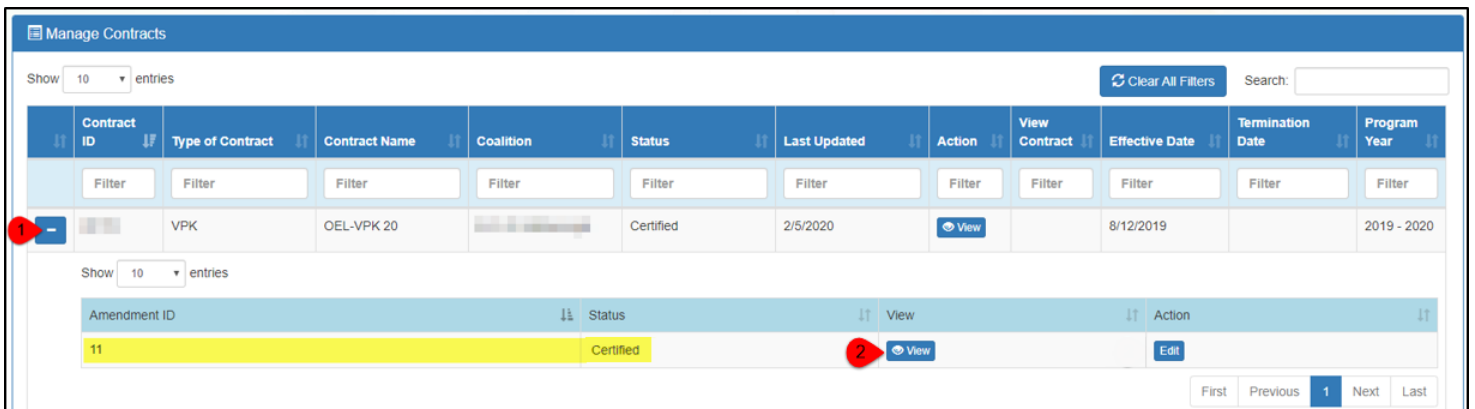 Manage Contracts
Show 10 entries Clear All Filters Search:
Contract ID Type of Contract Contract Name Coalition Status Last Updated Action View Contract Effective Date Termination Date Program Year
Filter Filter Filter Filter Filter Filter Filter Filter Filter Filter Filter
1 - VPK OEL-VPK 20 Certified 2/5/2020 View 8/12/2019 2019 - 2020
Show 10 entries
Amendment ID Status View Action
11 Certified 2 View Edit
First Previous 1 Next Last